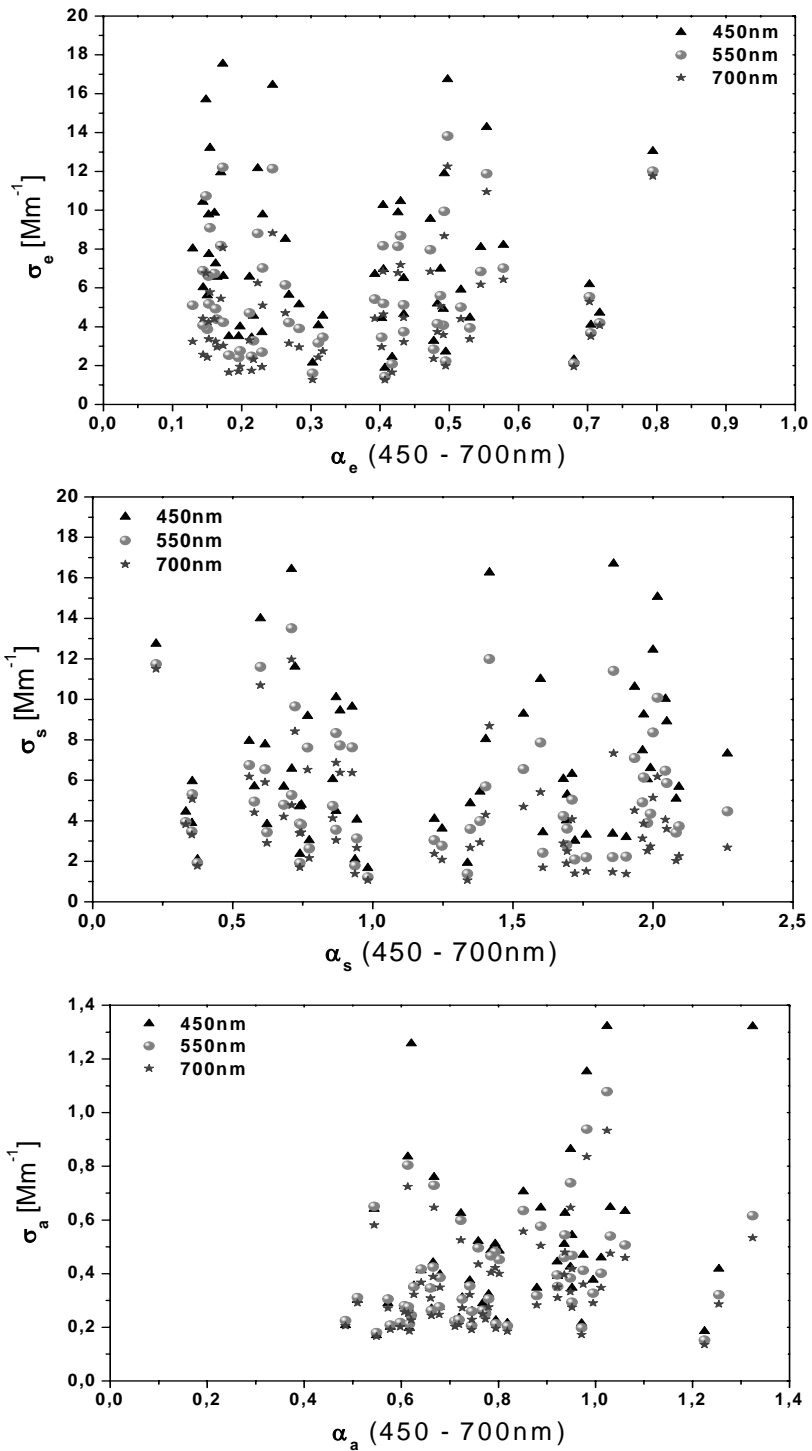 20
18
16
14
12
10
8
6
4
2
0
σe [Mm-1]
450nm
550nm
700nm
0,0 0,1 0,2 0,3 0,4 0,5 0,6 0,7 0,8 0,9 1,0
αe (450 - 700nm)
20
18
16
14
12
10
8
6
4
2
0
σs [Mm-1]
450nm
550nm
700nm
0,0 0,5 1,0 1,5 2,0 2,5
αs (450 - 700nm)
1,4
1,2
1,0
0,8
0,6
0,4
0,2
0,0
σa [Mm-1]
450nm
550nm
700nm
0,0 0,2 0,4 0,6 0,8 1,0 1,2 1,4
αa (450 - 700nm)